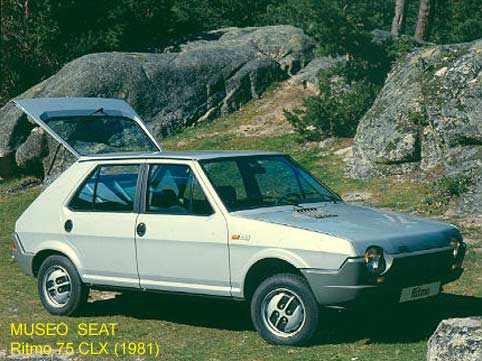 Ritmo
MUSEO SEAT
Ritmo 75 CLX (1981)